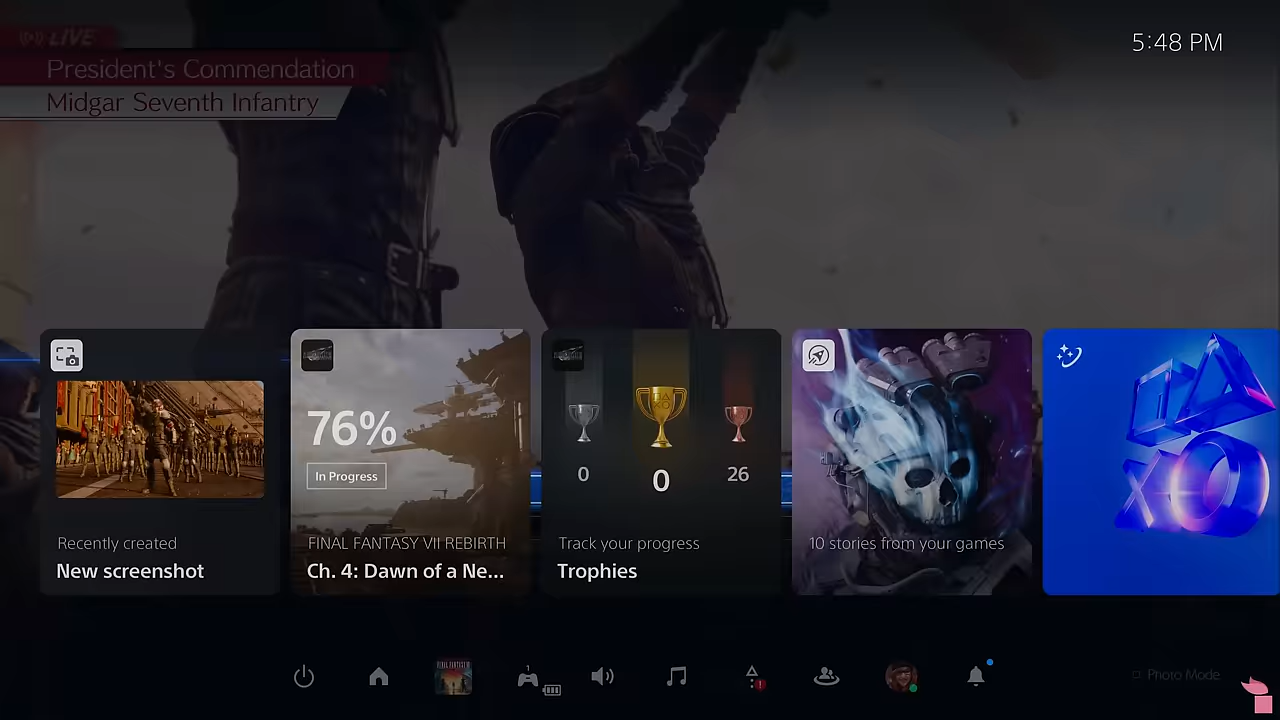 LIVE
5:48 PM
President's Commendation
Midgar Seventh Infantry
76%
In Progress
0
0
26
Recently created
New screenshot
FINAL FANTASY VII REBIRTH
Ch. 4: Dawn of a Ne...
Track your progress
Trophies
10 stories from your games
1
Photo Mode